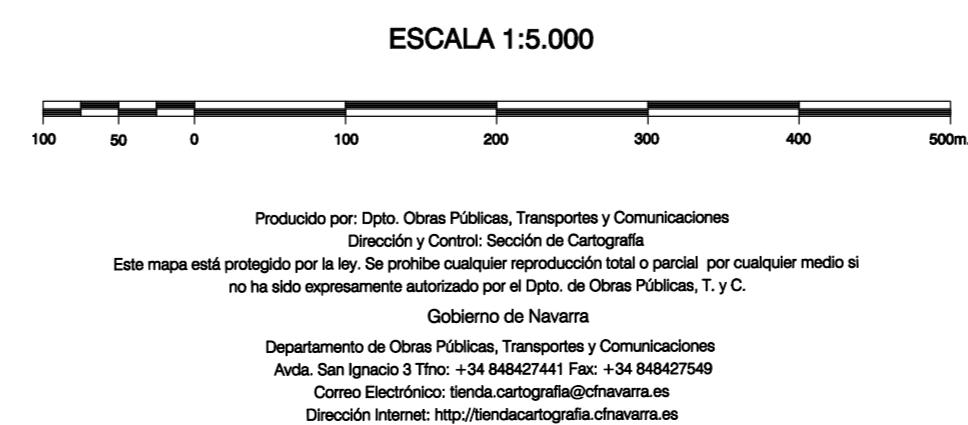 ESCALA 1:5.000
100 50 0 100 200 300 400 500m.
Producido por: Dpto. Obras Públicas, Transportes y Comunicaciones
Dirección y Control: Sección de Cartografía
Este mapa está protegido por la ley. Se prohibe cualquier reproducción total o parcial por cualquier medio si
no ha sido expresamente autorizado por el Dpto. de Obras Públicas, T. y C.
Gobierno de Navarra
Departamento de Obras Públicas, Transportes y Comunicaciones
Avda. San Ignacio 3 Tfno: +34 848427441 Fax: +34 848427549
Correo Electrónico: tienda.cartografia@cfnavarra.es
Dirección Internet: http://tiendacartografia.cfnavarra.es